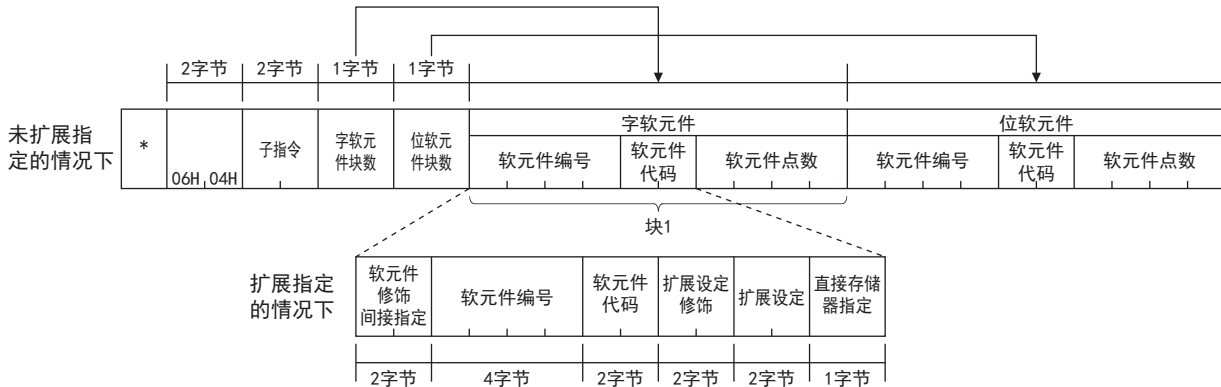 2字节 2字节 1字节 1字节
未扩展指
定的情况下
*
06H 04H
子指令
字软元
件块数
位软元
件块数
字软元件
软元件编号
软元件
代码
软元件点数
位软元件
软元件编号
软元件
代码
软元件点数
块1
扩展指定
的情况下
软元件
修饰
间接指定
软元件编号
软元件
代码
扩展设定
修饰
扩展设定
直接存储
器指定
2字节 4字节 2字节 2字节 2字节 1字节